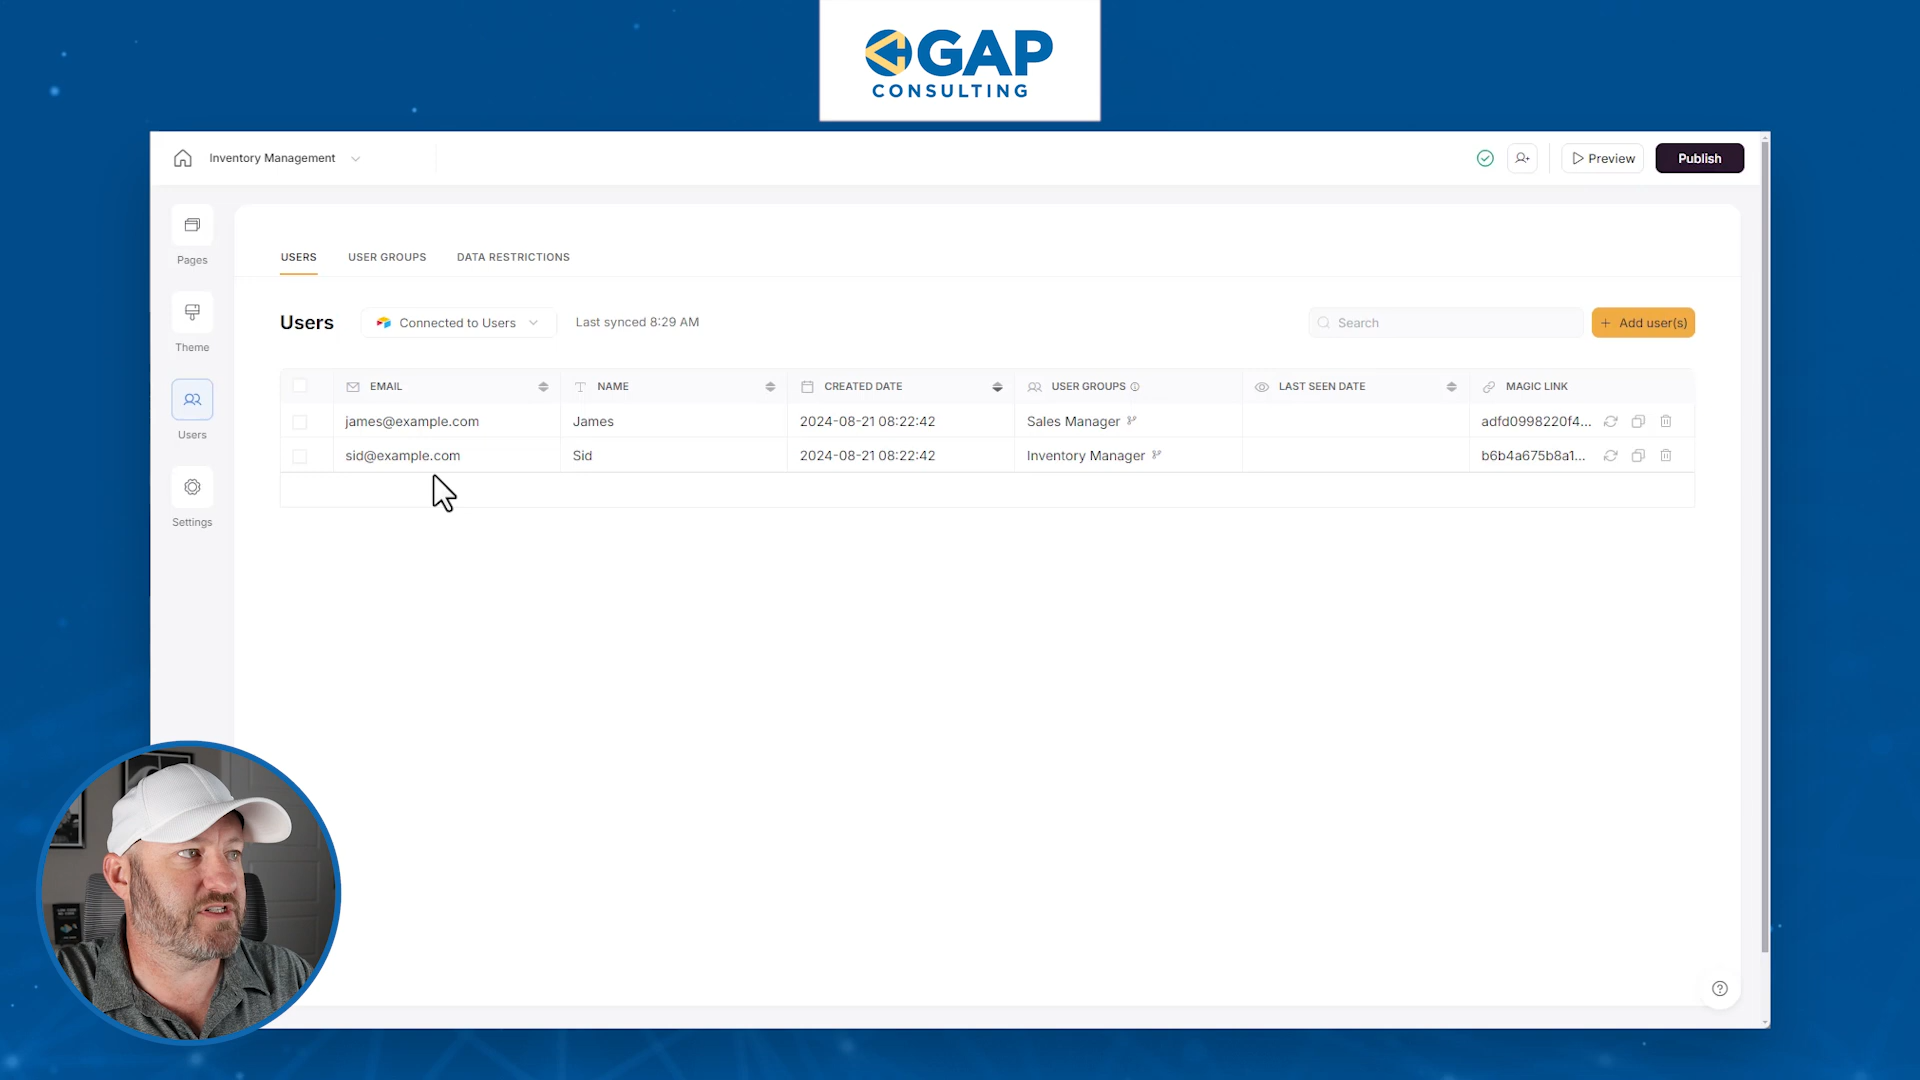 GAP
CONSULTING
Inventory Management
Preview
Publish
Pages
Theme
Users
Settings
USERS
USER GROUPS
DATA RESTRICTIONS
Users
Connected to Users
Last synced 8:29 AM
Search
+ Add user(s)
EMAIL
NAME
CREATED DATE
USER GROUPS
LAST SEEN DATE
MAGIC LINK
james@example.com
James
2024-08-21 08:22:42
Sales Manager
adfd0998220f4...
sid@example.com
Sid
2024-08-21 08:22:42
Inventory Manager
b6b4a675b8a1...